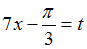 7x − π/3 = t